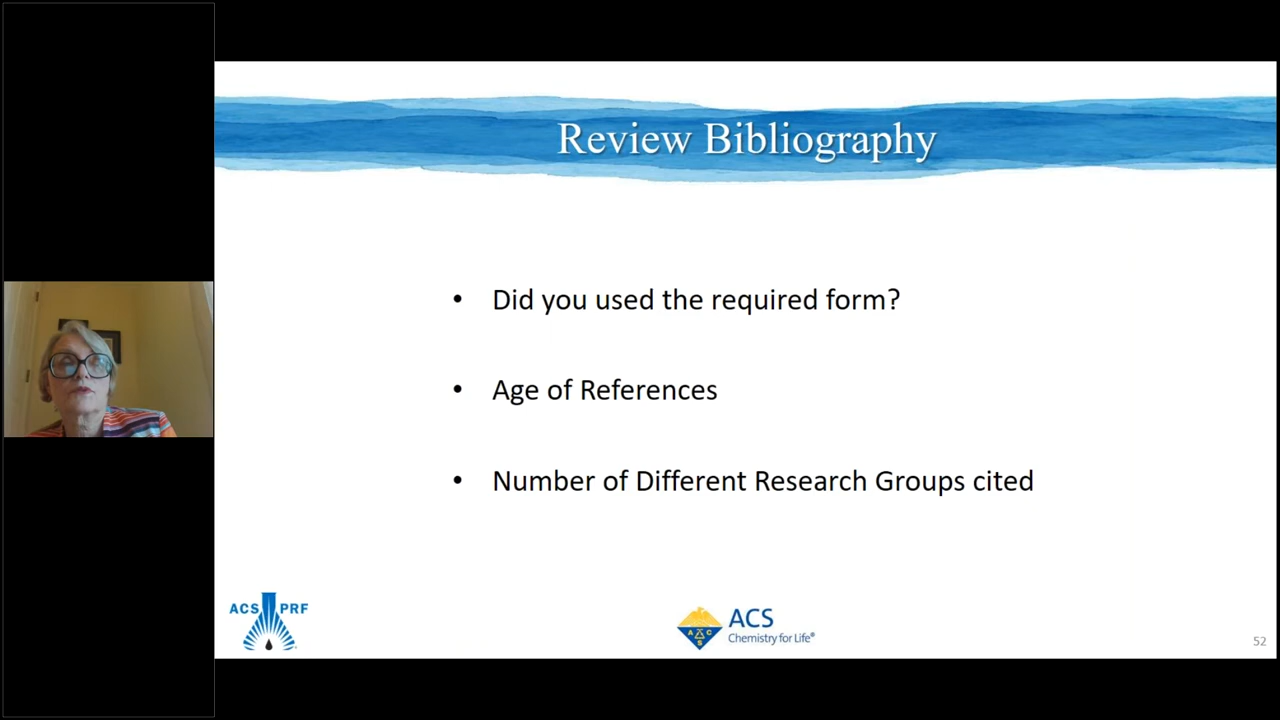 Review Bibliography
• Did you used the required form?
• Age of References
• Number of Different Research Groups cited
ACS PRF
ACS
Chemistry for Life®
A C S
52